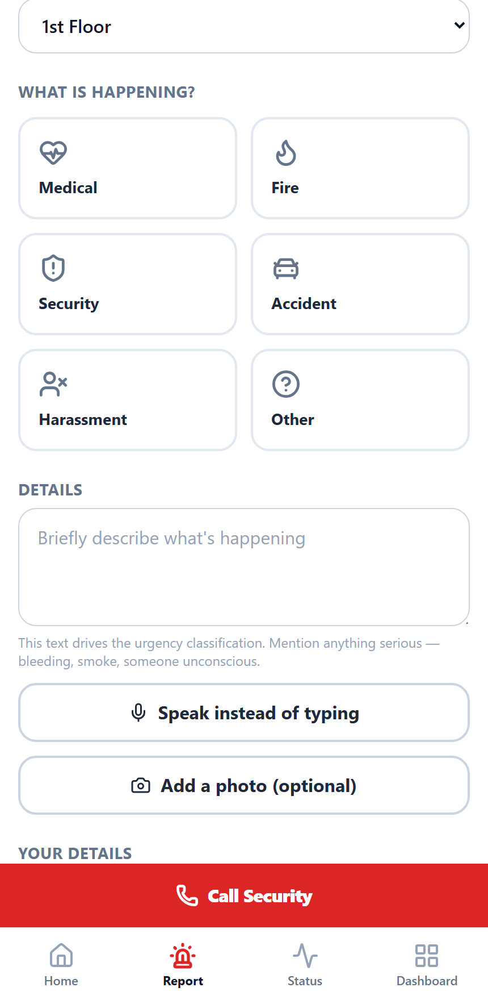 1st Floor
WHAT IS HAPPENING?
Medical
Fire
Security
Accident
Harassment
Other
DETAILS
Briefly describe what's happening
This text drives the urgency classification. Mention anything serious —
bleeding, smoke, someone unconscious.
Speak instead of typing
Add a photo (optional)
YOUR DETAILS
Call Security
Home
Report
Status
Dashboard